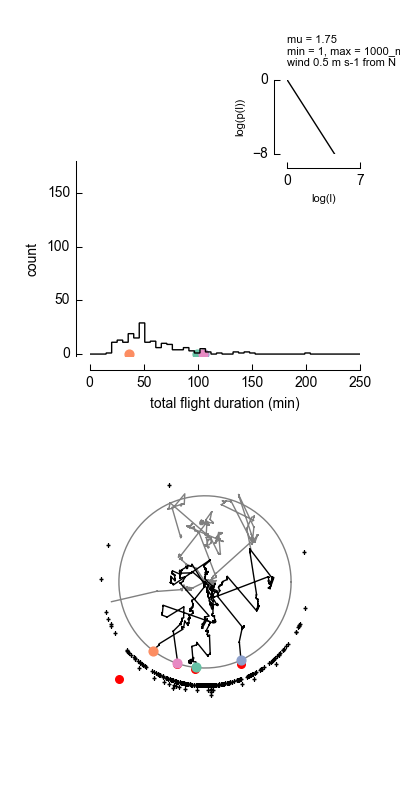 mu = 1.75
min = 1, max = 1000_m
wind 0.5 m s-1 from N
0
log(p(l))
−8
0 7
log(l)
150
100
50
0
count
0 50 100 150 200 250
total flight duration (min)